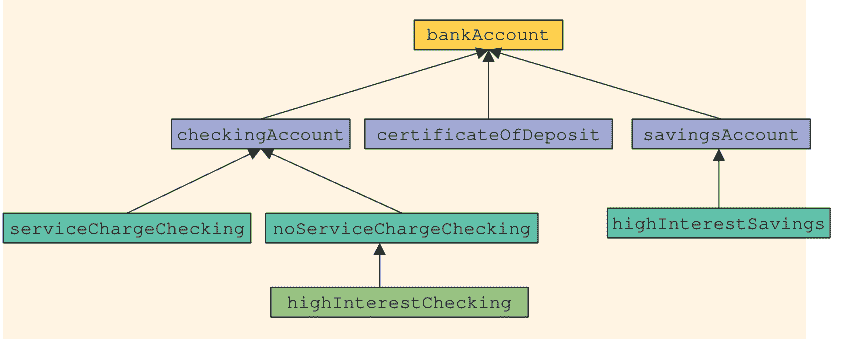 bankAccount
checkingAccount
certificateOfDeposit
savingsAccount
serviceChargeChecking
noServiceChargeChecking
highInterestSavings
highInterestChecking